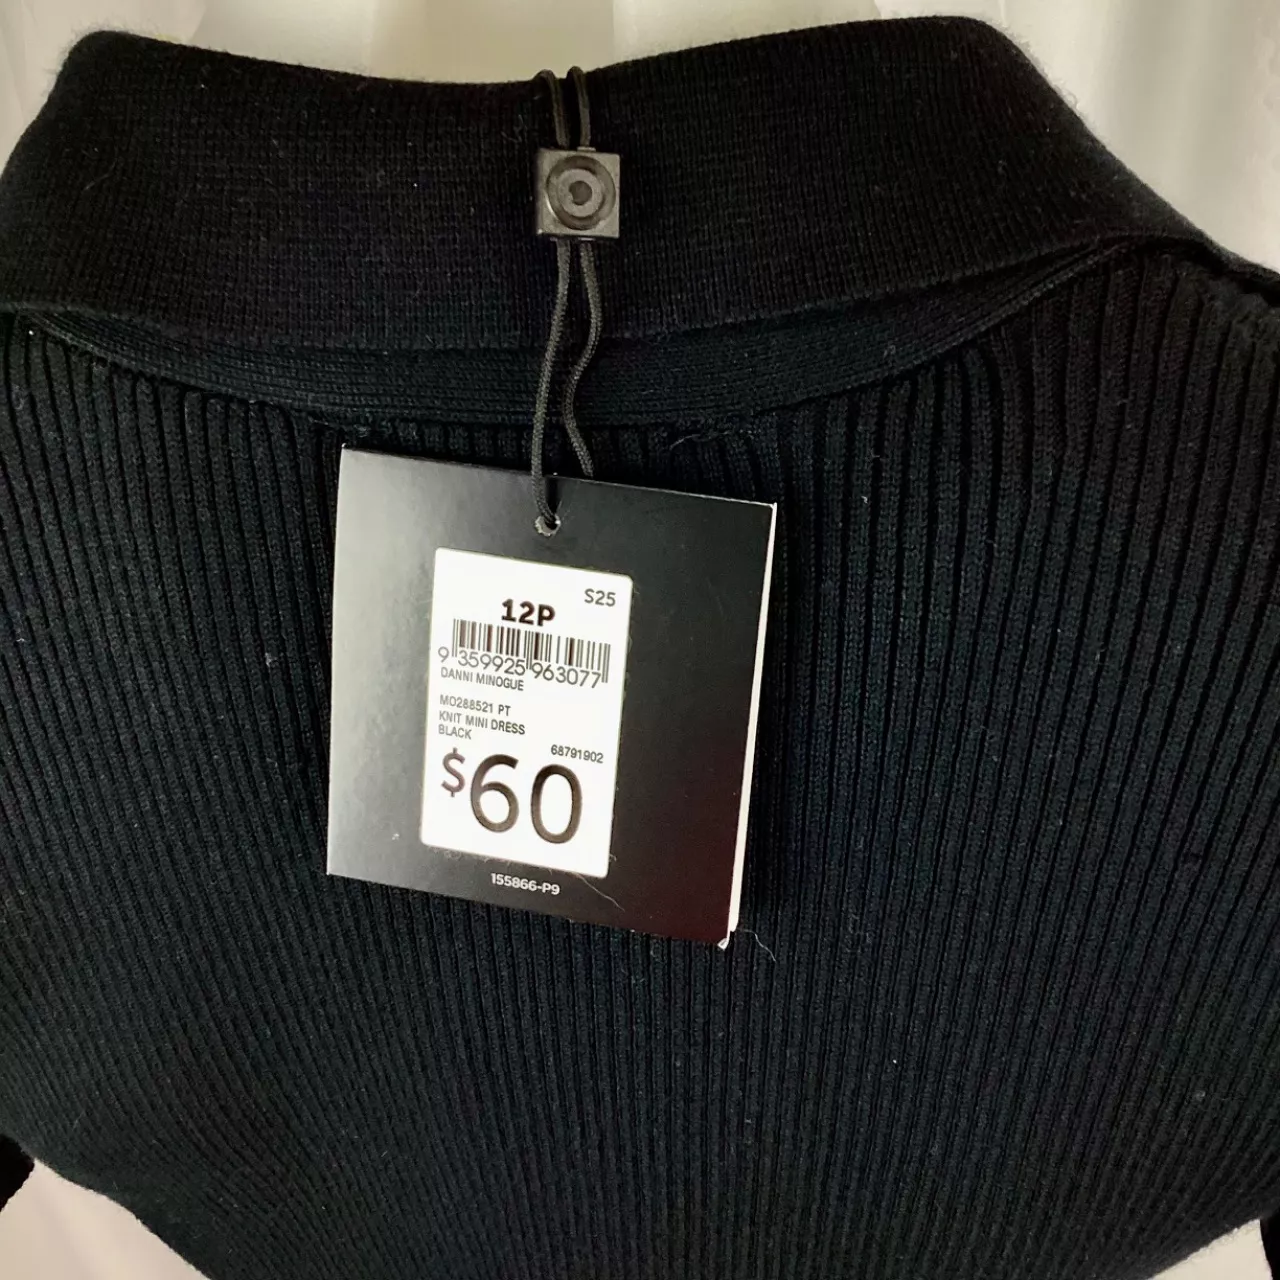 S25
12P
9 359925 963077
DANNI MINOGUE
MO288521 PT
KNIT MINI DRESS
BLACK
68791902
$60
155866-P9